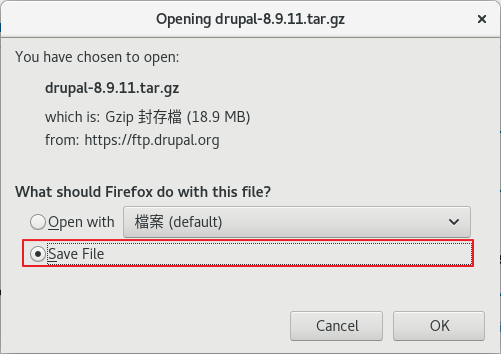 Opening drupal-8.9.11.tar.gz
You have chosen to open:
drupal-8.9.11.tar.gz
which is: Gzip 封存檔 (18.9 MB)
from: https://ftp.drupal.org
What should Firefox do with this file?
Open with 檔案 (default)
Save File
Cancel OK